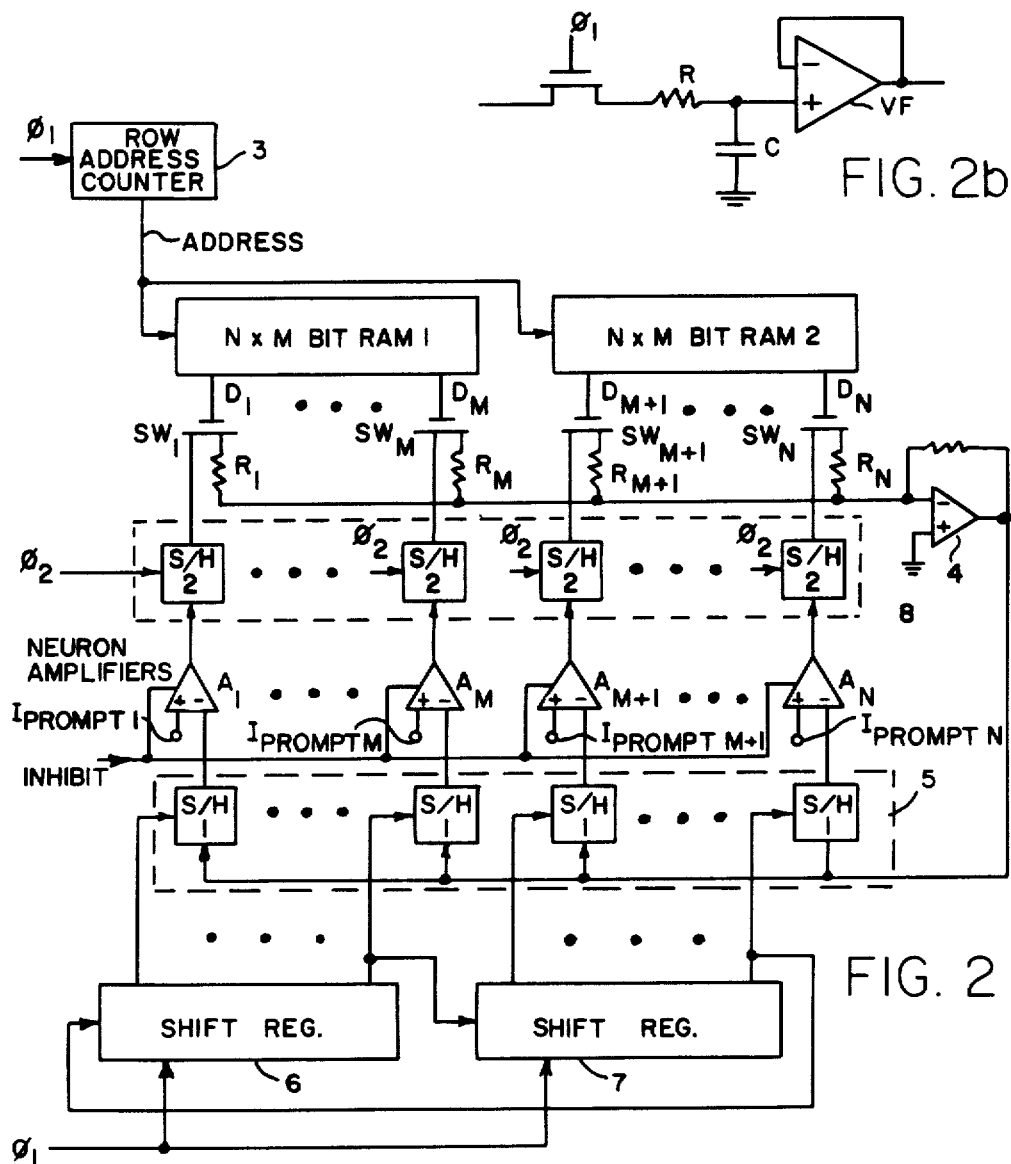 Ø1
R
-
+
VF
C
FIG. 2b
Ø1
ROW
ADDRESS
COUNTER
3
ADDRESS
N x M BIT RAM 1
N x M BIT RAM 2
D1
DM
DM+1
DN
SW1
SWM
SWM+1
SWN
R1
RM
RM+1
RN
-
+
4
Ø2
S/H
2
Ø2
S/H
2
Ø2
S/H
2
Ø2
S/H
2
8
NEURON
AMPLIFIERS
+ -
A1
+ -
AM
+ -
AM+1
+ -
AN
IPROMPT 1
IPROMPT M
IPROMPT M+1
IPROMPT N
INHIBIT
S/H
1
S/H
1
S/H
1
S/H
1
5
FIG. 2
SHIFT REG.
SHIFT REG.
6
7
Ø1